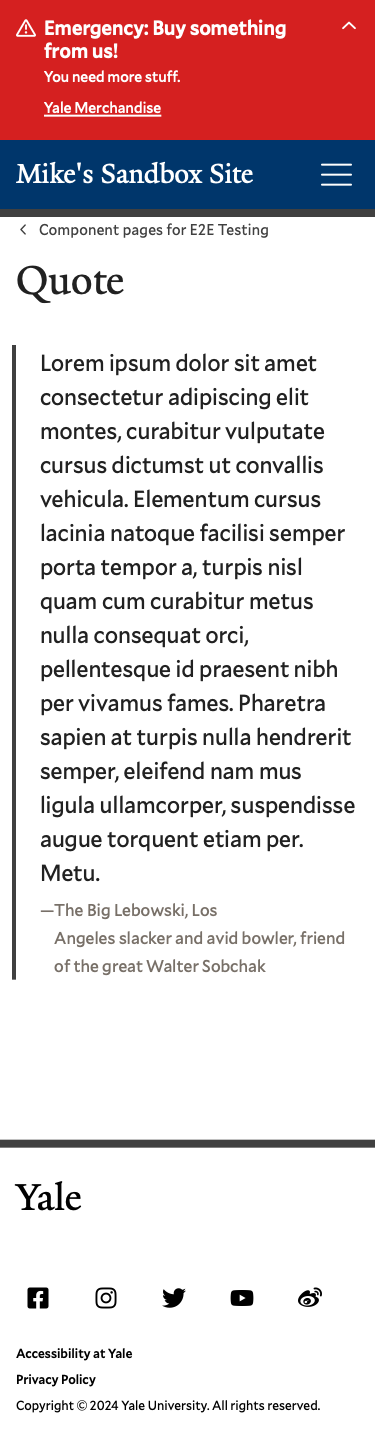 Emergency: Buy something
from us!
You need more stuff.
Yale Merchandise
Mike's Sandbox Site
Component pages for E2E Testing
Quote
Lorem ipsum dolor sit amet
consectetur adipiscing elit
montes, curabitur vulputate
cursus dictumst ut convallis
vehicula. Elementum cursus
lacinia natoque facilisi semper
porta tempor a, turpis nisl
quam cum curabitur metus
nulla consequat orci,
pellentesque id praesent nibh
per vivamus fames. Pharetra
sapien at turpis nulla hendrerit
semper, eleifend nam mus
ligula ullamcorper, suspendisse
augue torquent etiam per.
Metu.
—The Big Lebowski, Los
Angeles slacker and avid bowler, friend
of the great Walter Sobchak
Yale
Accessibility at Yale
Privacy Policy
Copyright © 2024 Yale University. All rights reserved.